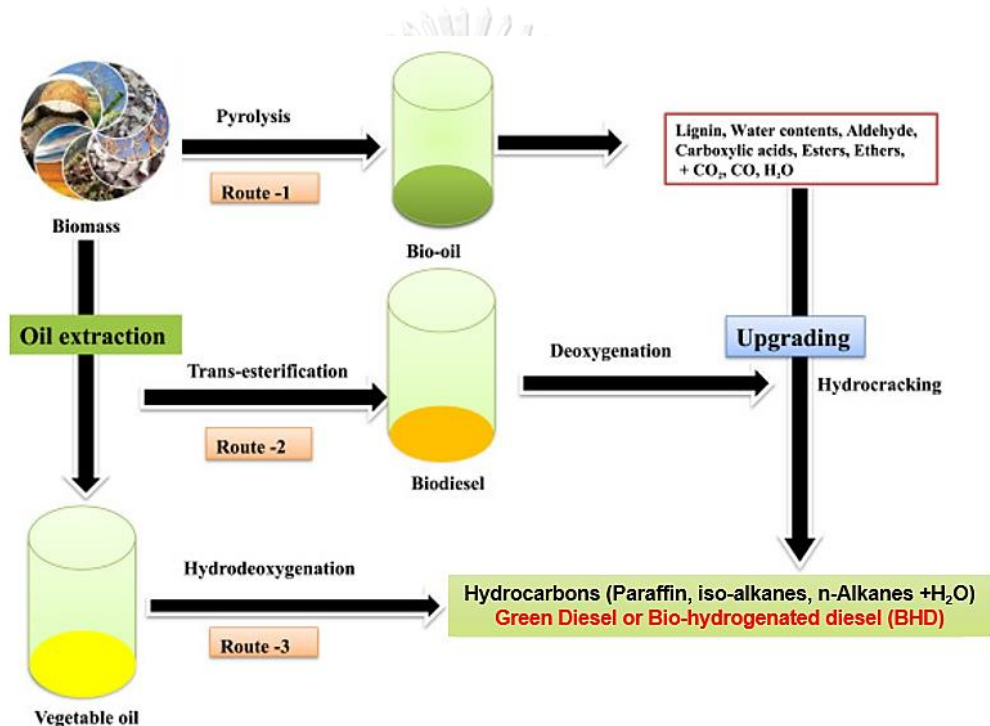 Pyrolysis
Route -1
Biomass
Bio-oil
Lignin, Water contents, Aldehyde,
Carboxylic acids, Esters, Ethers,
+ CO₂, CO, H₂O
Oil extraction
Trans-esterification
Route -2
Biodiesel
Deoxygenation
Upgrading
Hydrocracking
Vegetable oil
Hydrodeoxygenation
Route -3
Hydrocarbons (Paraffin, iso-alkanes, n-Alkanes +H₂O)
Green Diesel or Bio-hydrogenated diesel (BHD)